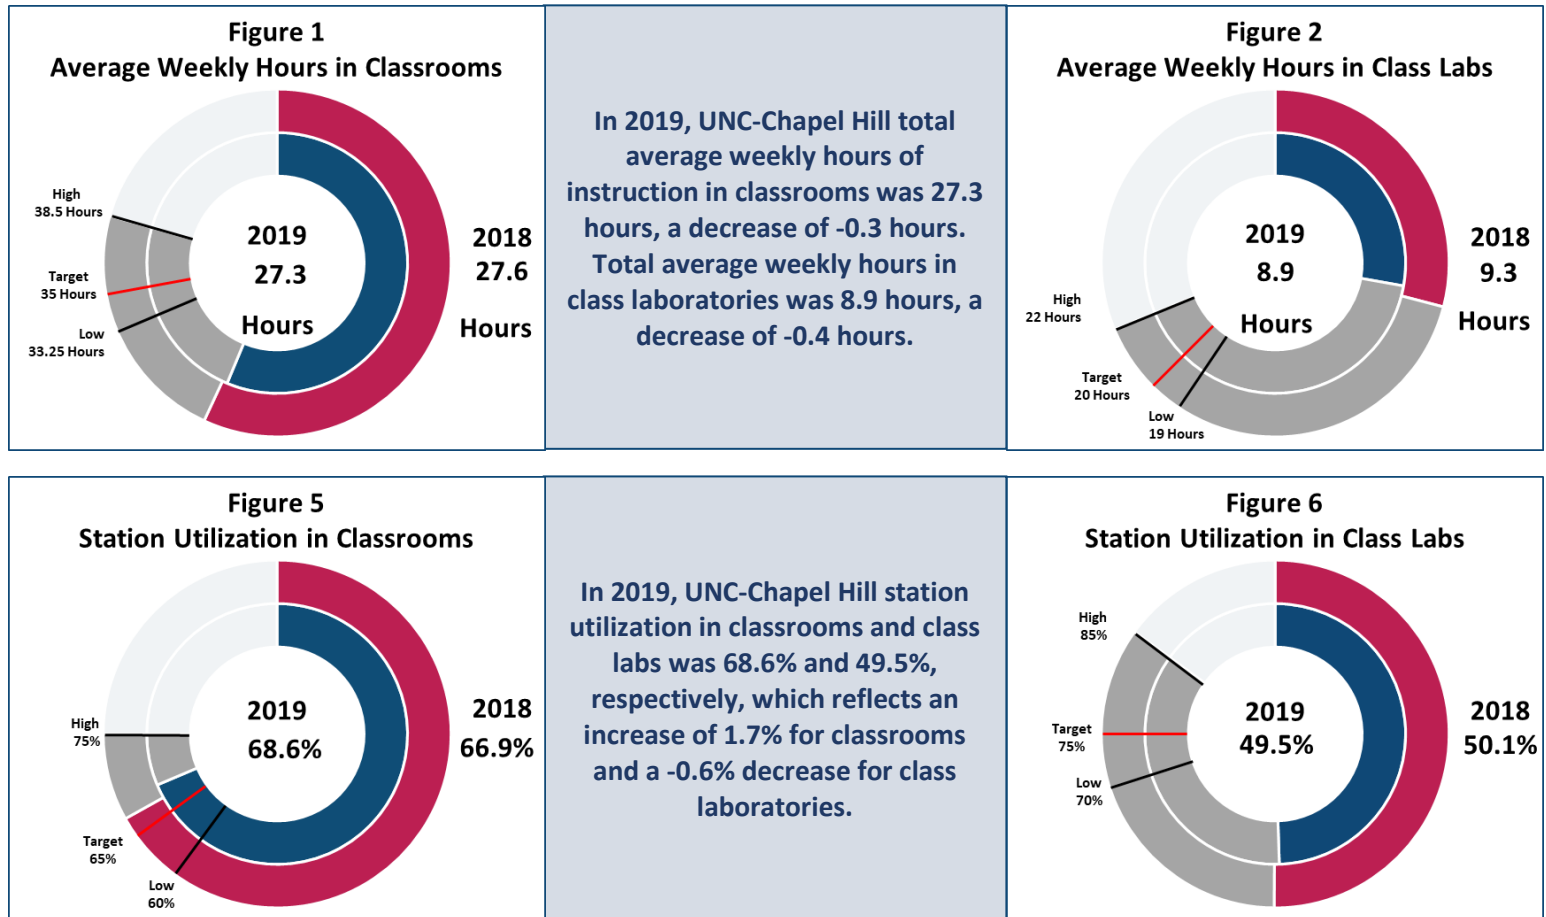 Figure 1
Average Weekly Hours in Classrooms
High
38.5 Hours
Target
35 Hours
Low
33.25 Hours
2019
27.3
Hours
2018
27.6
Hours
In 2019, UNC-Chapel Hill total
average weekly hours of
instruction in classrooms was 27.3
hours, a decrease of -0.3 hours.
Total average weekly hours in
class laboratories was 8.9 hours, a
decrease of -0.4 hours.
Figure 2
Average Weekly Hours in Class Labs
High
22 Hours
Target
20 Hours
Low
19 Hours
2019
8.9
Hours
2018
9.3
Hours
Figure 5
Station Utilization in Classrooms
High
75%
Target
65%
Low
60%
2019
68.6%
2018
66.9%
In 2019, UNC-Chapel Hill station
utilization in classrooms and class
labs was 68.6% and 49.5%,
respectively, which reflects an
increase of 1.7% for classrooms
and a -0.6% decrease for class
laboratories.
Figure 6
Station Utilization in Class Labs
High
85%
Target
75%
Low
70%
2019
49.5%
2018
50.1%